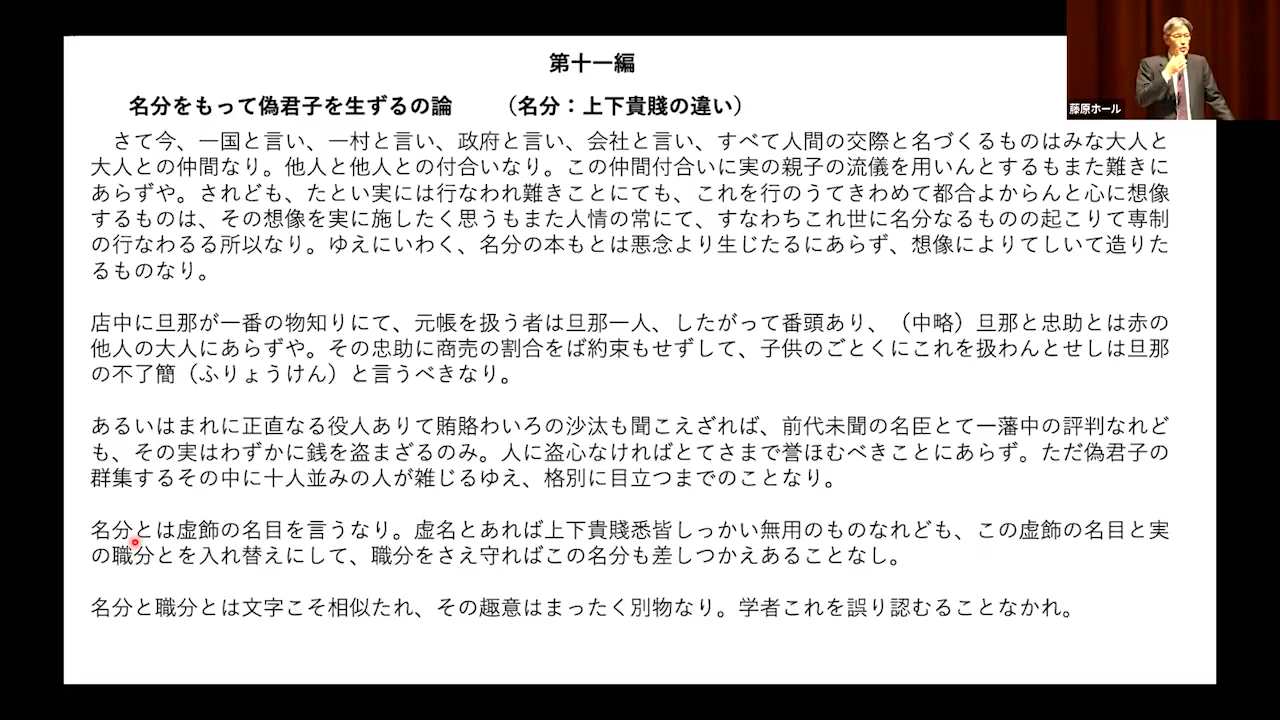 第十一編
名分をもって偽君子を生ずるの論　　（名分：上下貴賤の違い）
さて今、一国と言い、一村と言い、政府と言い、会社と言い、すべて人間の交際と名づくるものはみな大人と
大人との仲間なり。他人と他人との付合いなり。この仲間付合いに実の親子の流儀を用いんとするもまた難きに
あらずや。されども、たとい実には行なわれ難きことにても、これを行のうてきわめて都合よからんと心に想像
するものは、その想像を実に施したく思うもまた人情の常にて、すなわちこれ世に名分なるものの起こりて専制
の行なわるる所以なり。ゆえにいわく、名分の本もとは悪念より生じたるにあらず、想像によりてしいて造りた
るものなり。
店中に旦那が一番の物知りにて、元帳を扱う者は旦那一人、したがって番頭あり、（中略）旦那と忠助とは赤の
他人の大人にあらずや。その忠助に商売の割合をば約束もせずして、子供のごとくにこれを扱わんとせしは旦那
の不了簡（ふりょうけん）と言うべきなり。
あるいはまれに正直なる役人ありて賄賂わいろの沙汰も聞こえざれば、前代未聞の名臣とて一藩中の評判なれど
も、その実はわずかに銭を盗まざるのみ。人に盗心なければとてさまで誉ほむべきことにあらず。ただ偽君子の
群集するその中に十人並みの人が雑じるゆえ、格別に目立つまでのことなり。
名分とは虚飾の名目を言うなり。虚名とあれば上下貴賤悉皆しっかい無用のものなれども、この虚飾の名目と実
の職分とを入れ替えにして、職分をさえ守ればこの名分も差しつかえあることなし。
名分と職分とは文字こそ相似たれ、その趣意はまったく別物なり。学者これを誤り認むることなかれ。
藤原ホール